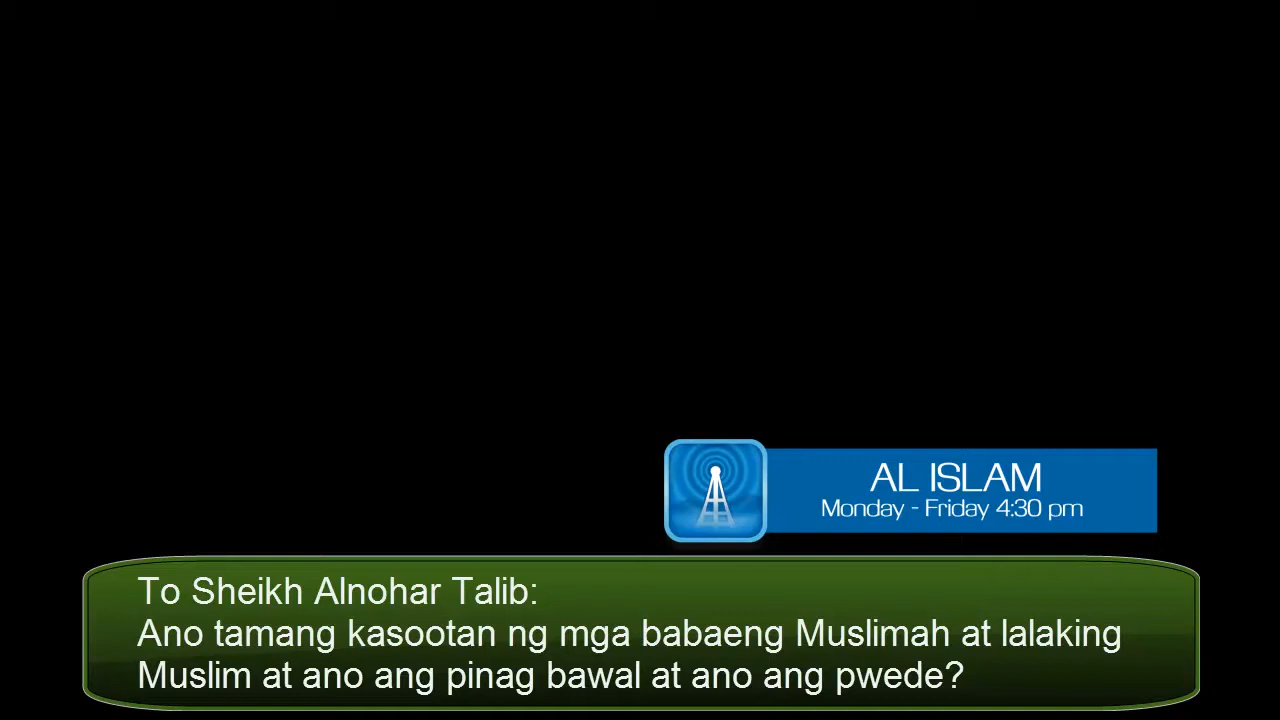 AL ISLAM
Monday - Friday 4:30 pm
To Sheikh Alnohar Talib:
Ano tamang kasootan ng mga babaeng Muslimah at lalaking
Muslim at ano ang pinag bawal at ano ang pwede?